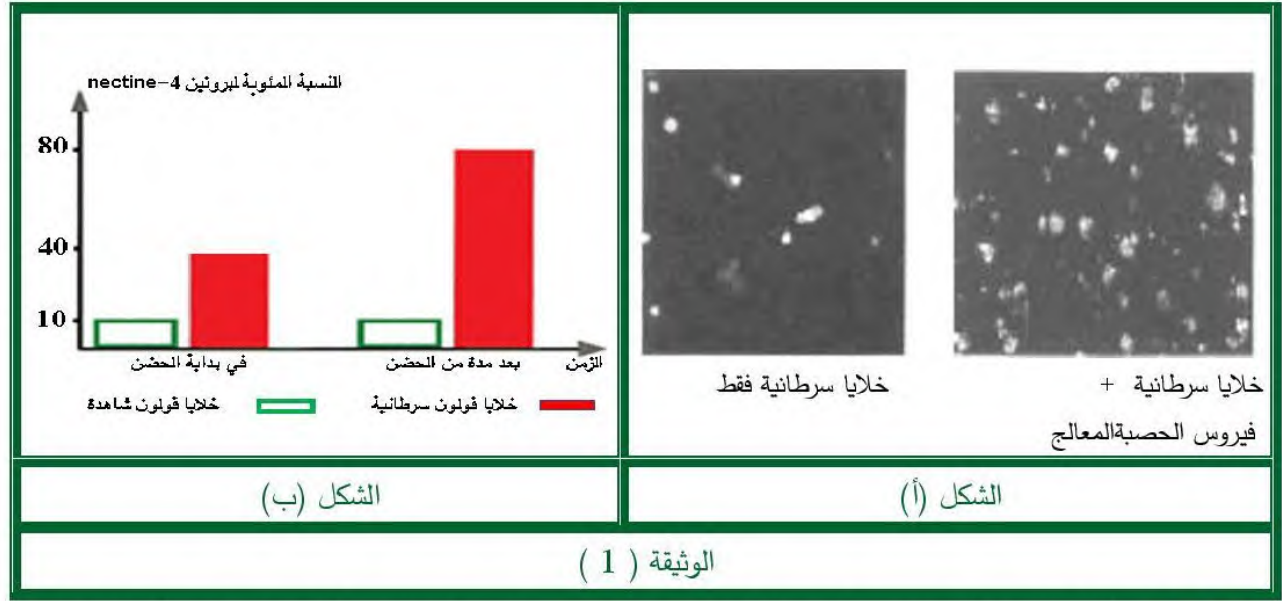 النسبة المئوية لبروتين nectine-4
80
40
10
في بداية الحضن
بعد مدة من الحضن
الزمن
خلايا قولون سرطانية
خلايا قولون شاهدة
خلايا سرطانية +
فيروس الحصبةالمعالج
خلايا سرطانية فقط
الشكل (أ)
الشكل (ب)
الوثيقة ( 1 )